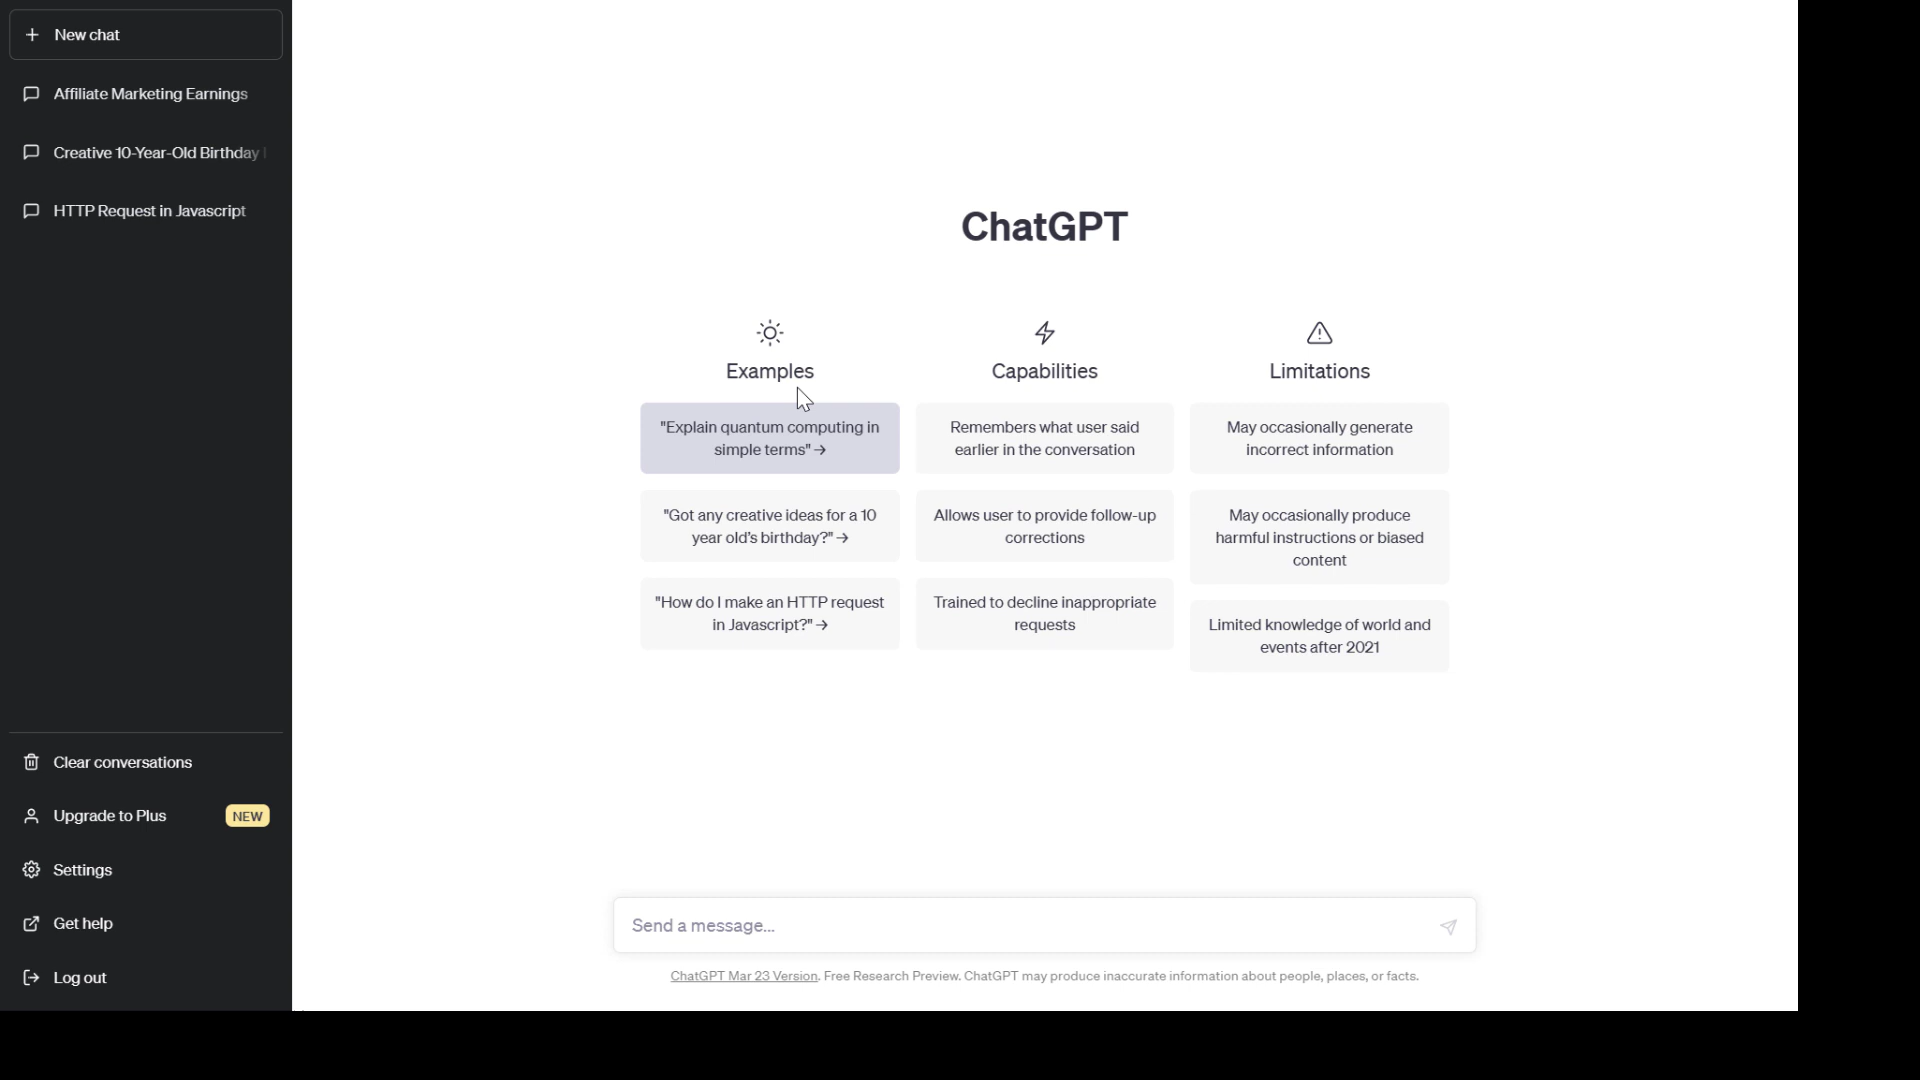 New chat
Affiliate Marketing Earnings
Creative 10-Year-Old Birthday
HTTP Request in Javascript
Clear conversations
Upgrade to Plus NEW
Settings
Get help
Log out
ChatGPT
Examples
"Explain quantum computing in
simple terms" →
"Got any creative ideas for a 10
year old’s birthday?" →
"How do I make an HTTP request
in Javascript?" →
Capabilities
Remembers what user said
earlier in the conversation
Allows user to provide follow-up
corrections
Trained to decline inappropriate
requests
Limitations
May occasionally generate
incorrect information
May occasionally produce
harmful instructions or biased
content
Limited knowledge of world and
events after 2021
Send a message...
ChatGPT Mar 23 Version. Free Research Preview. ChatGPT may produce inaccurate information about people, places, or facts.